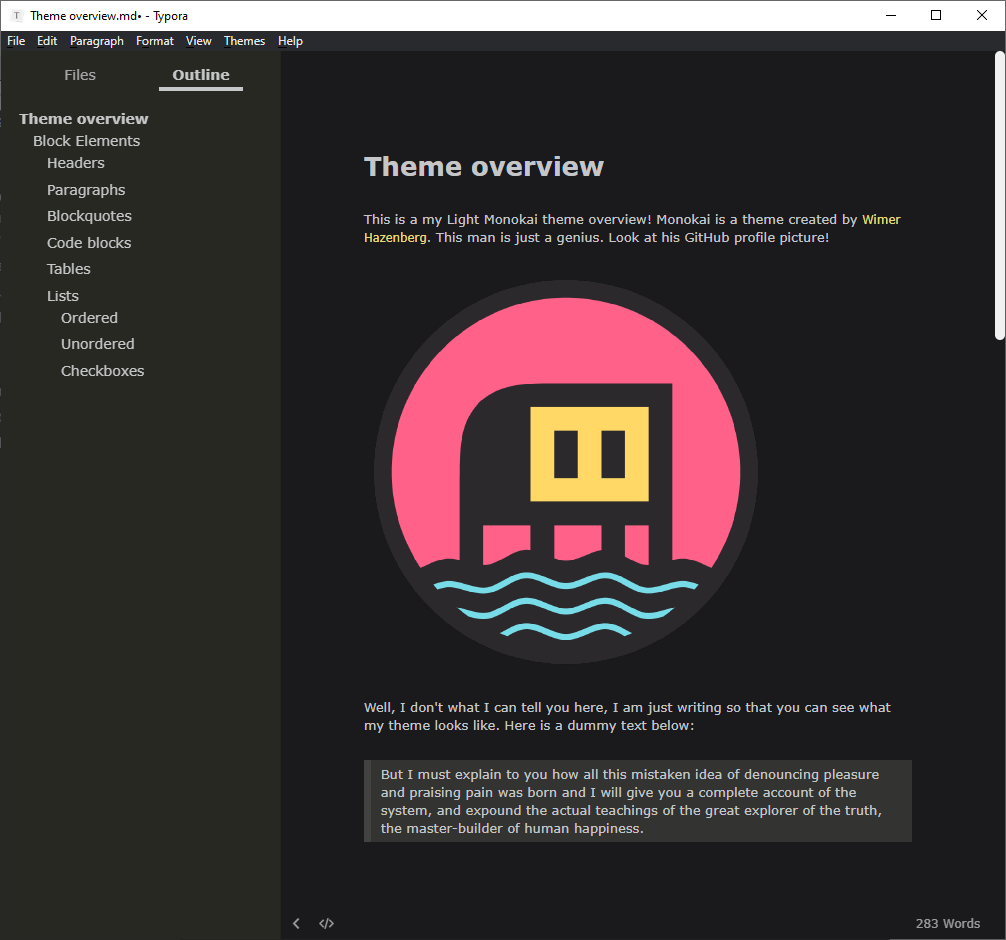 Theme overview.md• - Typora
File Edit Paragraph Format View Themes Help
Files Outline
Theme overview
Block Elements
Headers
Paragraphs
Blockquotes
Code blocks
Tables
Lists
Ordered
Unordered
Checkboxes
Theme overview
This is a my Light Monokai theme overview! Monokai is a theme created by Wimer
Hazenberg. This man is just a genius. Look at his GitHub profile picture!
Well, I don't what I can tell you here, I am just writing so that you can see what
my theme looks like. Here is a dummy text below:
But I must explain to you how all this mistaken idea of denouncing pleasure
and praising pain was born and I will give you a complete account of the
system, and expound the actual teachings of the great explorer of the truth,
the master-builder of human happiness.
283 Words